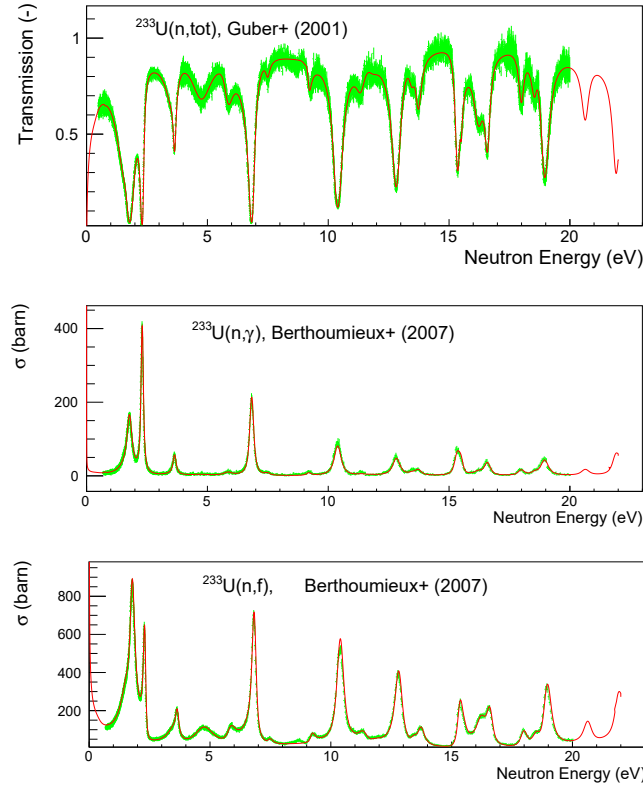 ²³³U(n,tot), Guber+ (2001)
Transmission (-)
1
0.5
0 5 10 15 20
Neutron Energy (eV)
²³³U(n,γ), Berthoumieux+ (2007)
σ (barn)
400
200
0
0 5 10 15 20
Neutron Energy (eV)
²³³U(n,f), Berthoumieux+ (2007)
σ (barn)
800
600
400
200
0 5 10 15 20
Neutron Energy (eV)